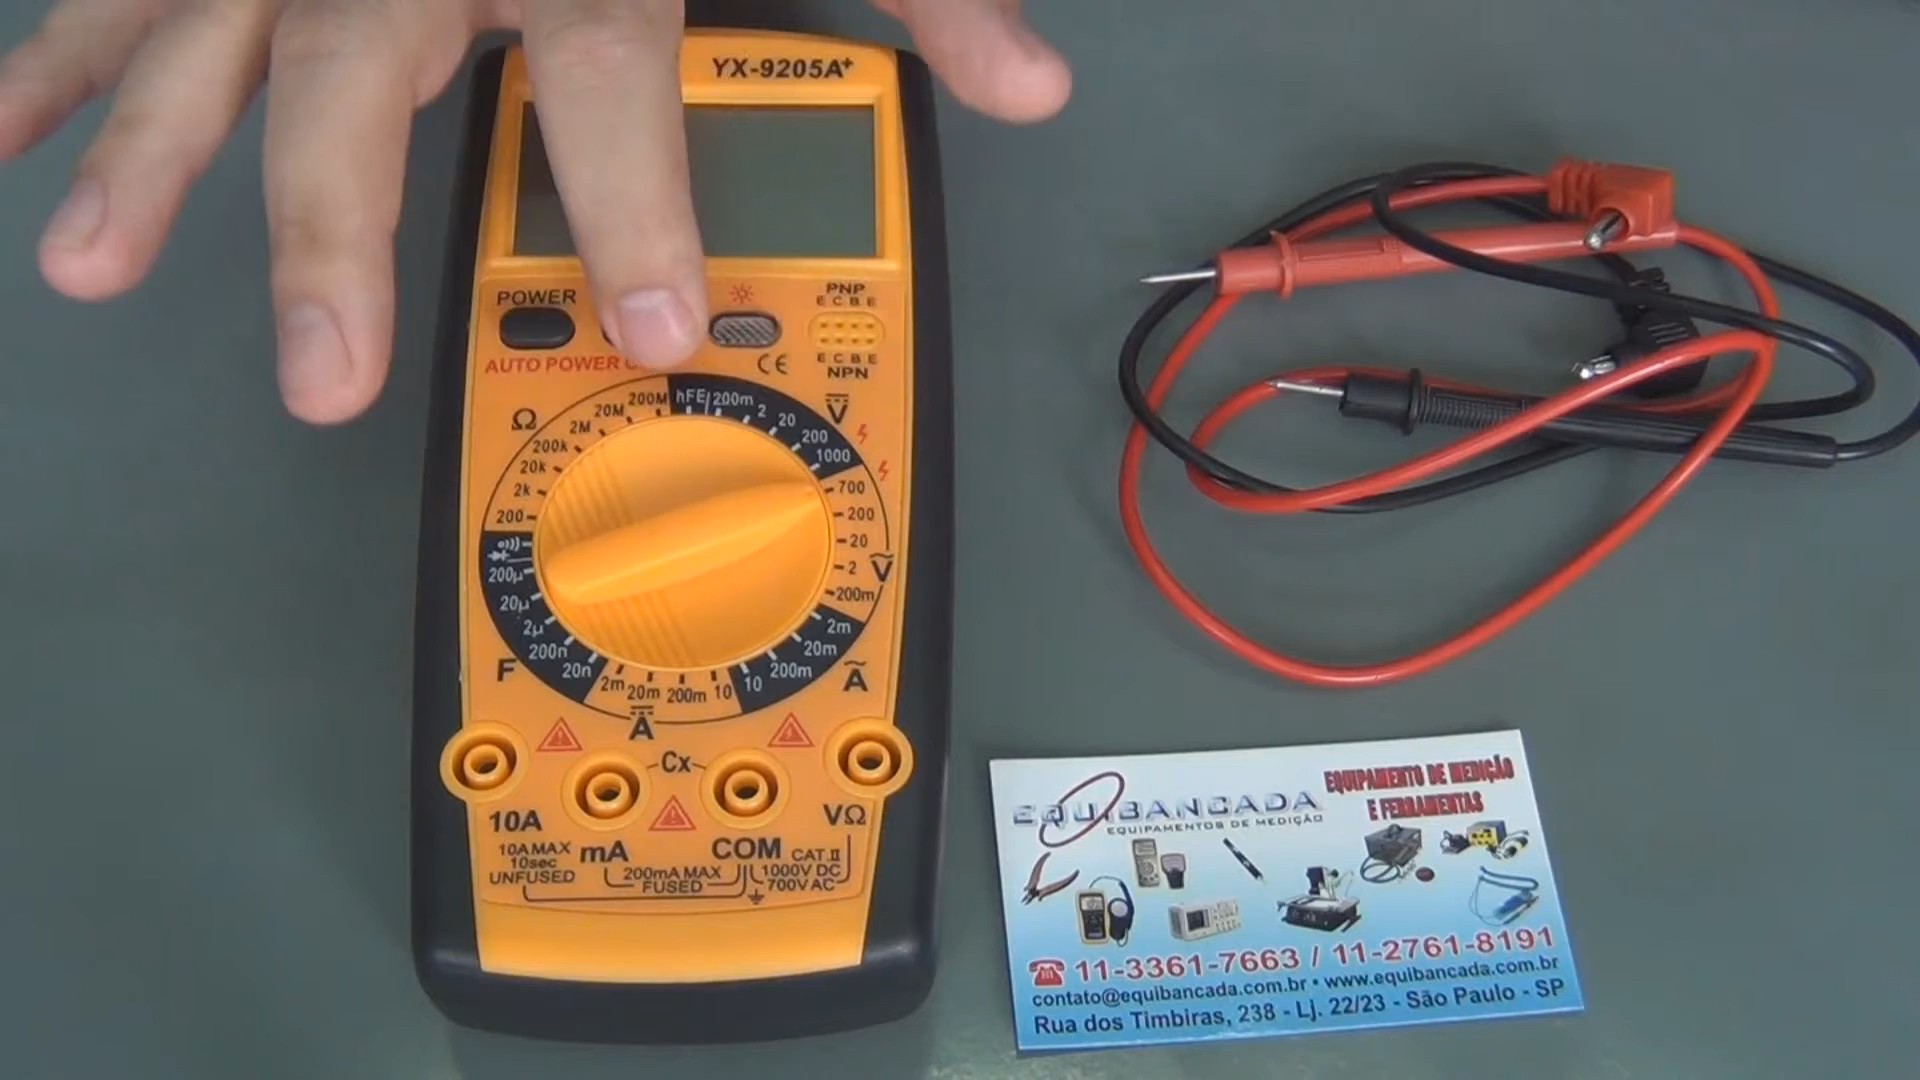 YX-9205A+
POWER
AUTO POWER
CE
PNP
E C B E
E C B E
NPN
Ω
200M
20M
2M
200k
20k
2k
200
hFE
200m
2
20
200
1000
V
700
200
20
2
200m
V
2m
20m
200m
10
A
200µ
20µ
2µ
200n
20n
F
2m
20m
200m
10
A
Cx
10A
10A MAX
10sec
UNFUSED
mA
200mA MAX
FUSED
COM
VΩ
CAT.II
1000V DC
700V AC
EQUIBANCADA
EQUIPAMENTOS DE MEDIÇÃO
EQUIPAMENTO DE MEDIÇÃO
E FERRAMENTAS
11-3361-7663 / 11-2761-8191
contato@equibancada.com.br • www.equibancada.com.br
Rua dos Timbiras, 238 - Lj. 22/23 - São Paulo - SP